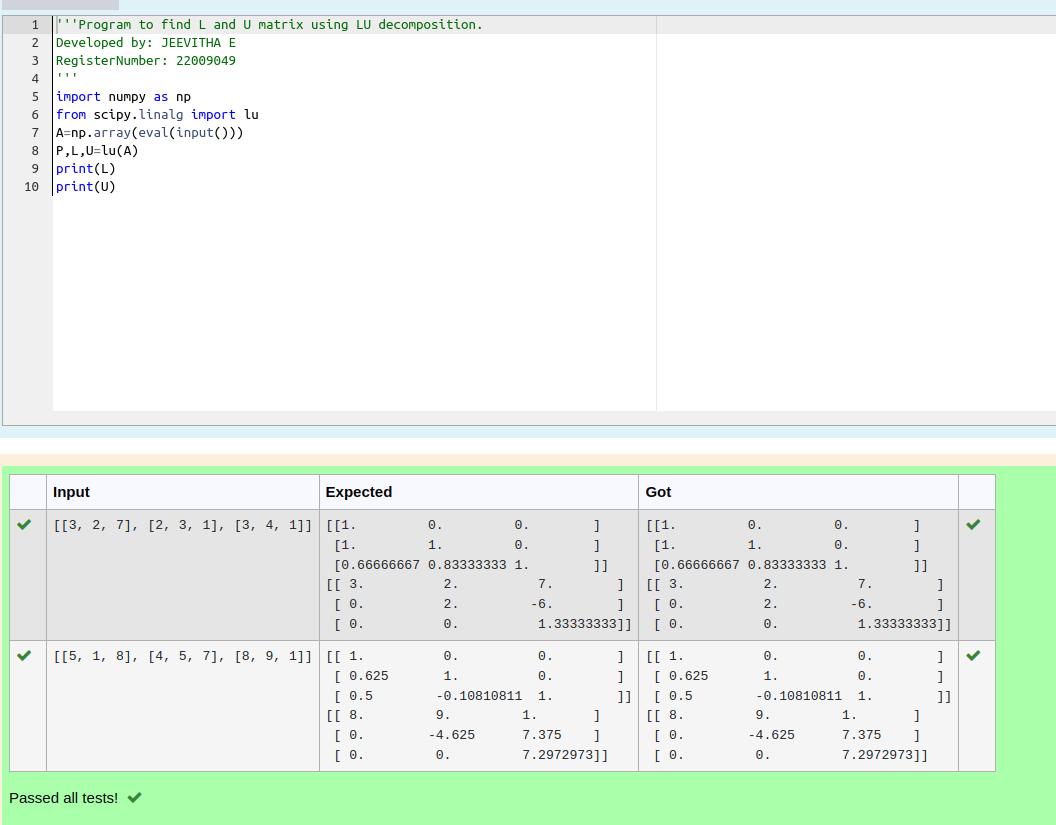 1 '''Program to find L and U matrix using LU decomposition.
2 Developed by: JEEVITHA E
3 RegisterNumber: 22009049
4 '''
5 import numpy as np
6 from scipy.linalg import lu
7 A=np.array(eval(input()))
8 P,L,U=lu(A)
9 print(L)
10 print(U)
Input Expected Got
[[3, 2, 7], [2, 3, 1], [3, 4, 1]] [[1. 0. 0. ] [[1. 0. 0. ]
[1. 1. 0. ] [1. 1. 0. ]
[0.66666667 0.83333333 1. ]] [0.66666667 0.83333333 1. ]]
[[ 3. 2. 7. ] [[ 3. 2. 7. ]
[ 0. 2. -6. ] [ 0. 2. -6. ]
[ 0. 0. 1.33333333]] [ 0. 0. 1.33333333]]
[[5, 1, 8], [4, 5, 7], [8, 9, 1]] [[ 1. 0. 0. ] [[ 1. 0. 0. ]
[ 0.625 1. 0. ] [ 0.625 1. 0. ]
[ 0.5 -0.10810811 1. ]] [ 0.5 -0.10810811 1. ]]
[[ 8. 9. 1. ] [[ 8. 9. 1. ]
[ 0. -4.625 7.375 ] [ 0. -4.625 7.375 ]
[ 0. 0. 7.2972973]] [ 0. 0. 7.2972973]]
Passed all tests!